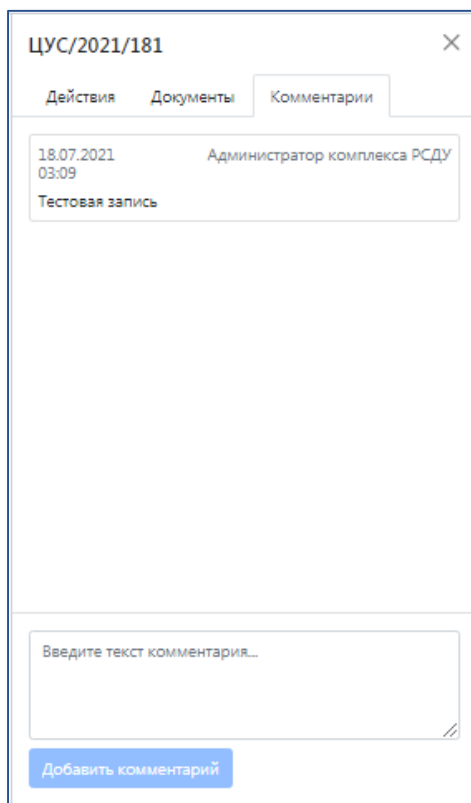 ЦУС/2021/181
Действия Документы Комментарии
18.07.2021 Администратор комплекса РСДУ
03:09
Тестовая запись
Введите текст комментария...
Добавить комментарий